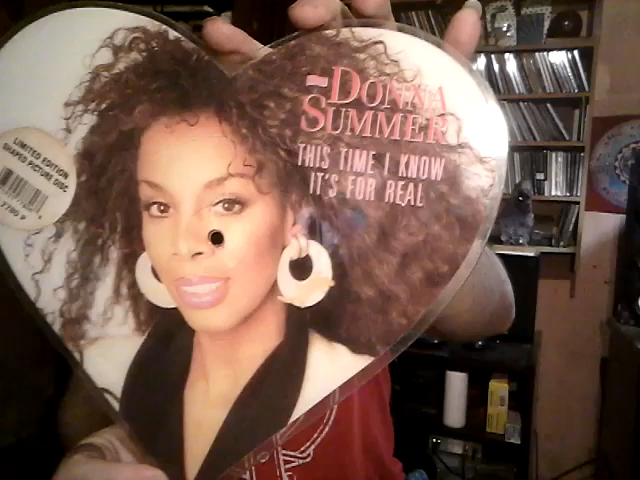 DONNA
SUMMER
THIS TIME I KNOW
IT'S FOR REAL
LIMITED EDITION
SHAPED PICTURE DISC